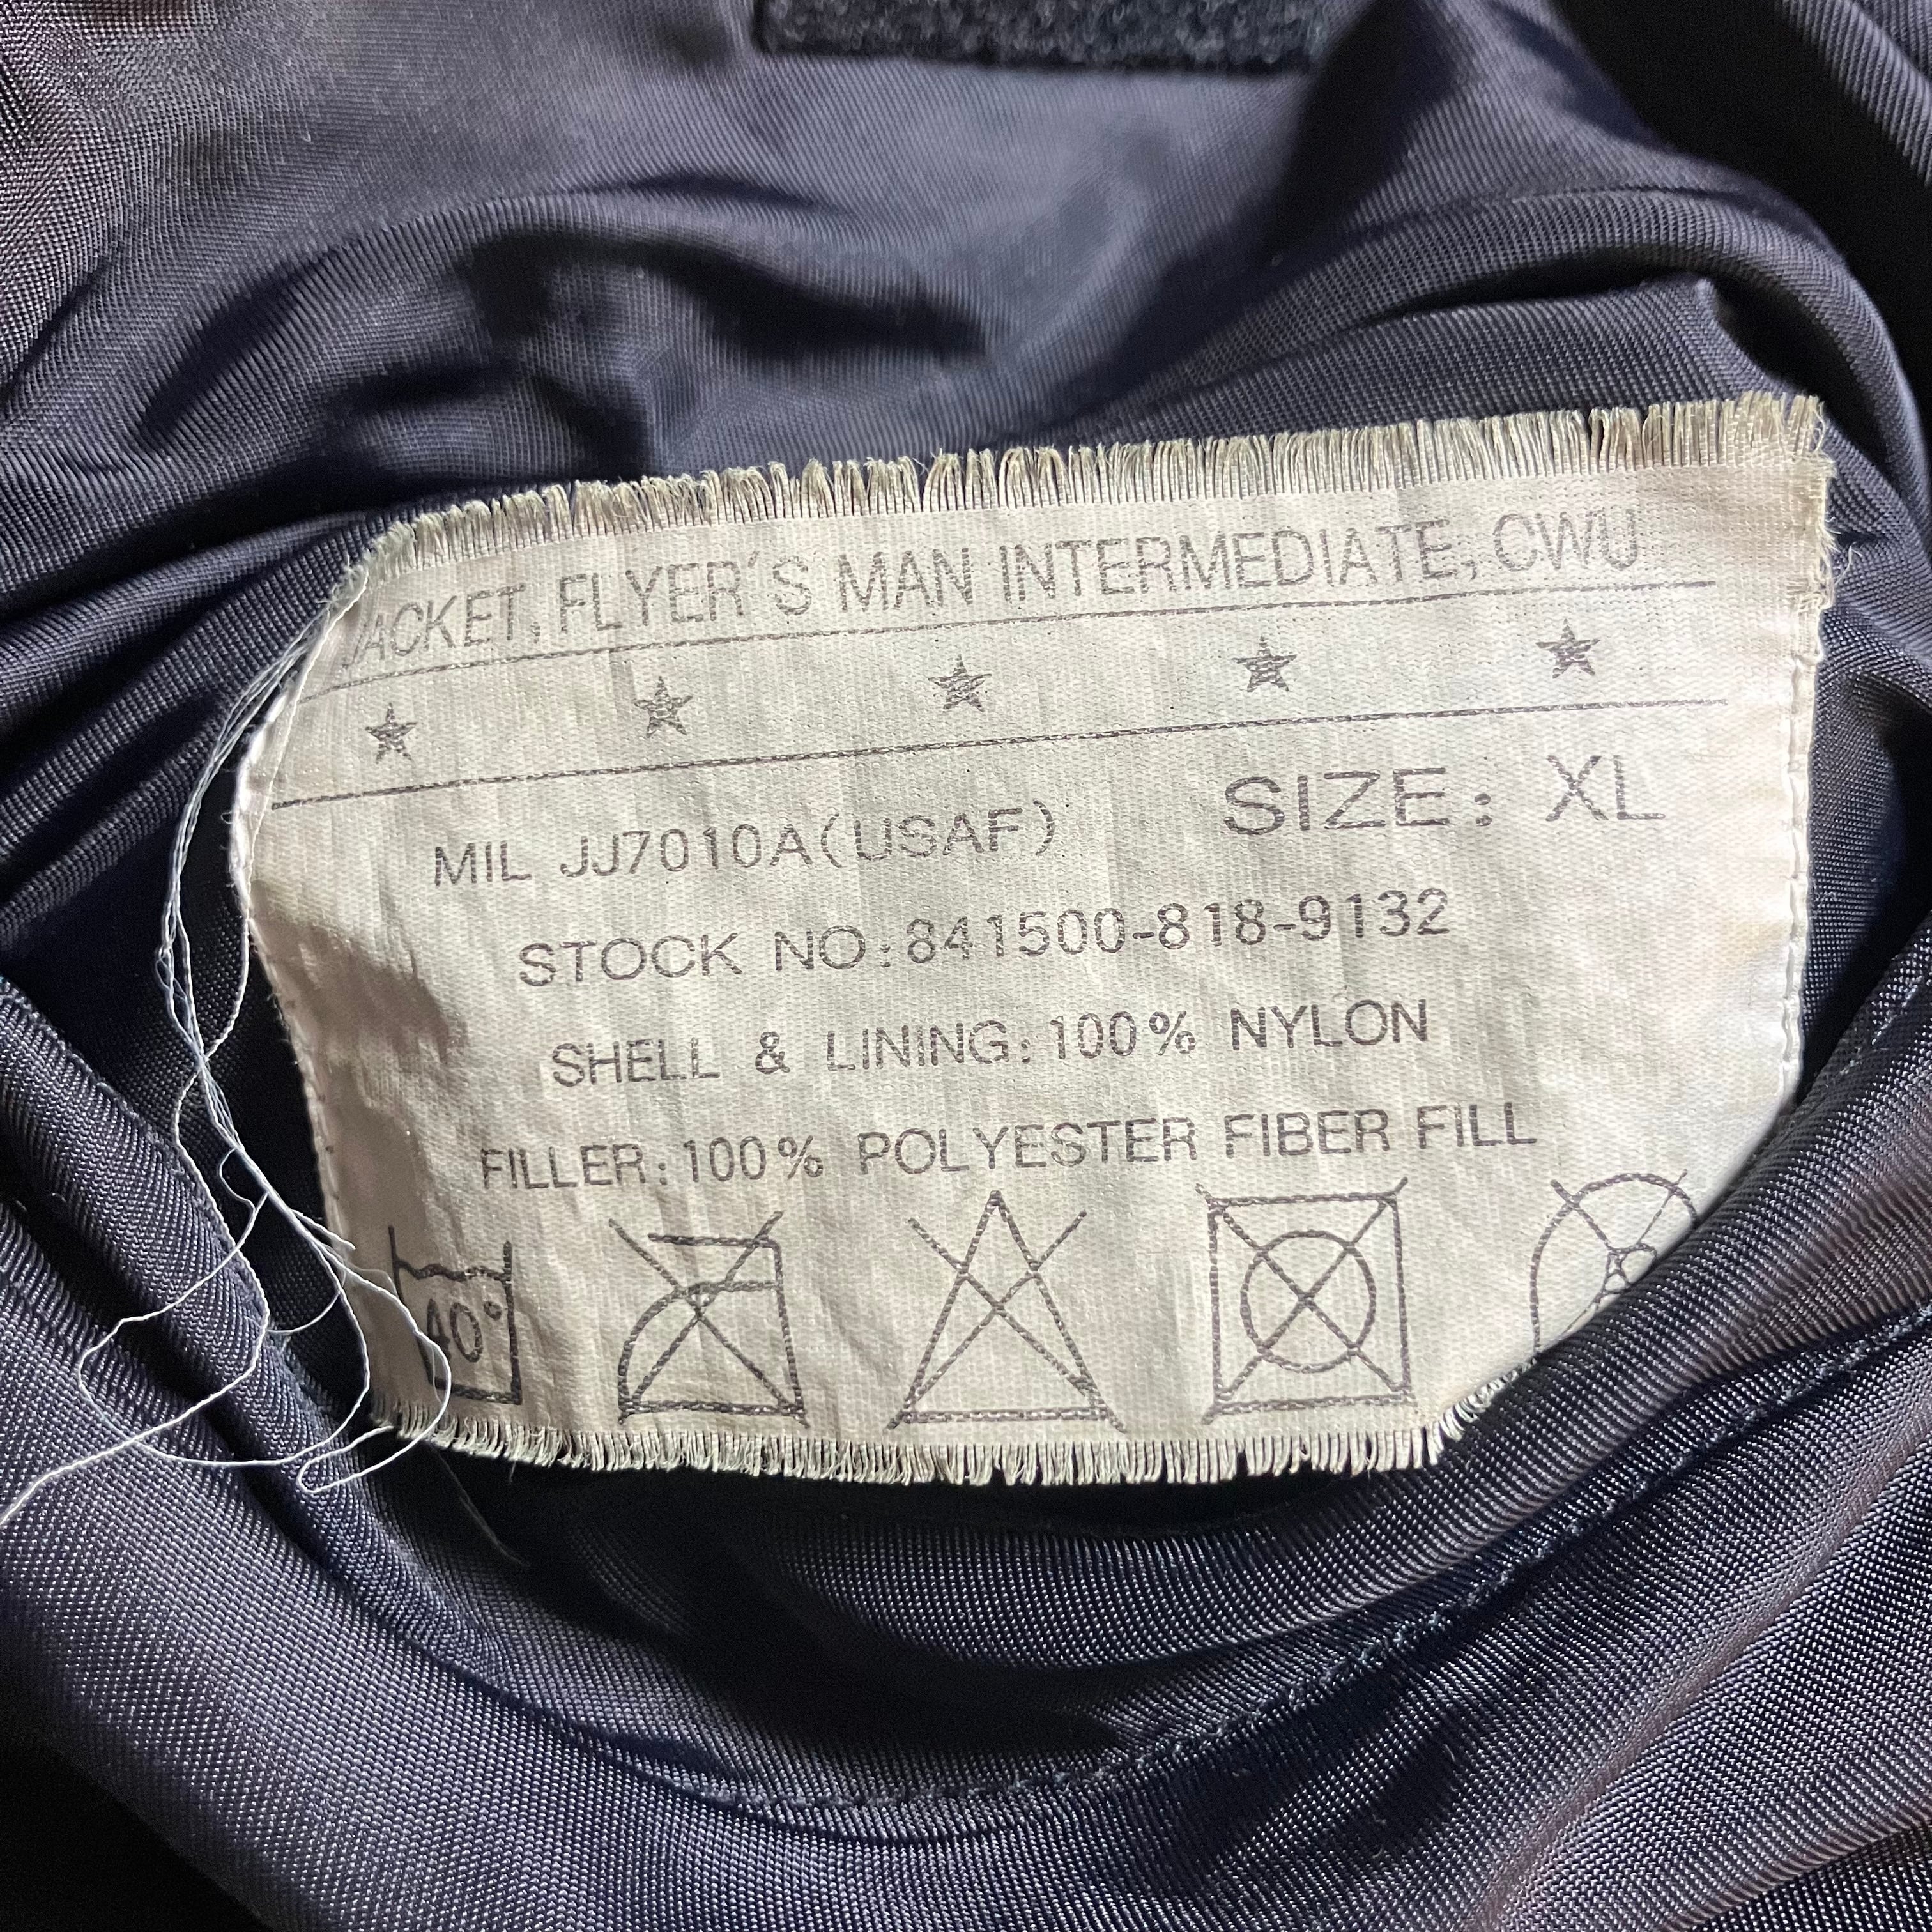 JACKET, FLYER'S MAN INTERMEDIATE, CWU
MIL JJ7010A(USAF)
SIZE: XL
STOCK NO:841500-818-9132
SHELL & LINING:100% NYLON
FILLER:100% POLYESTER FIBER FILL
40°